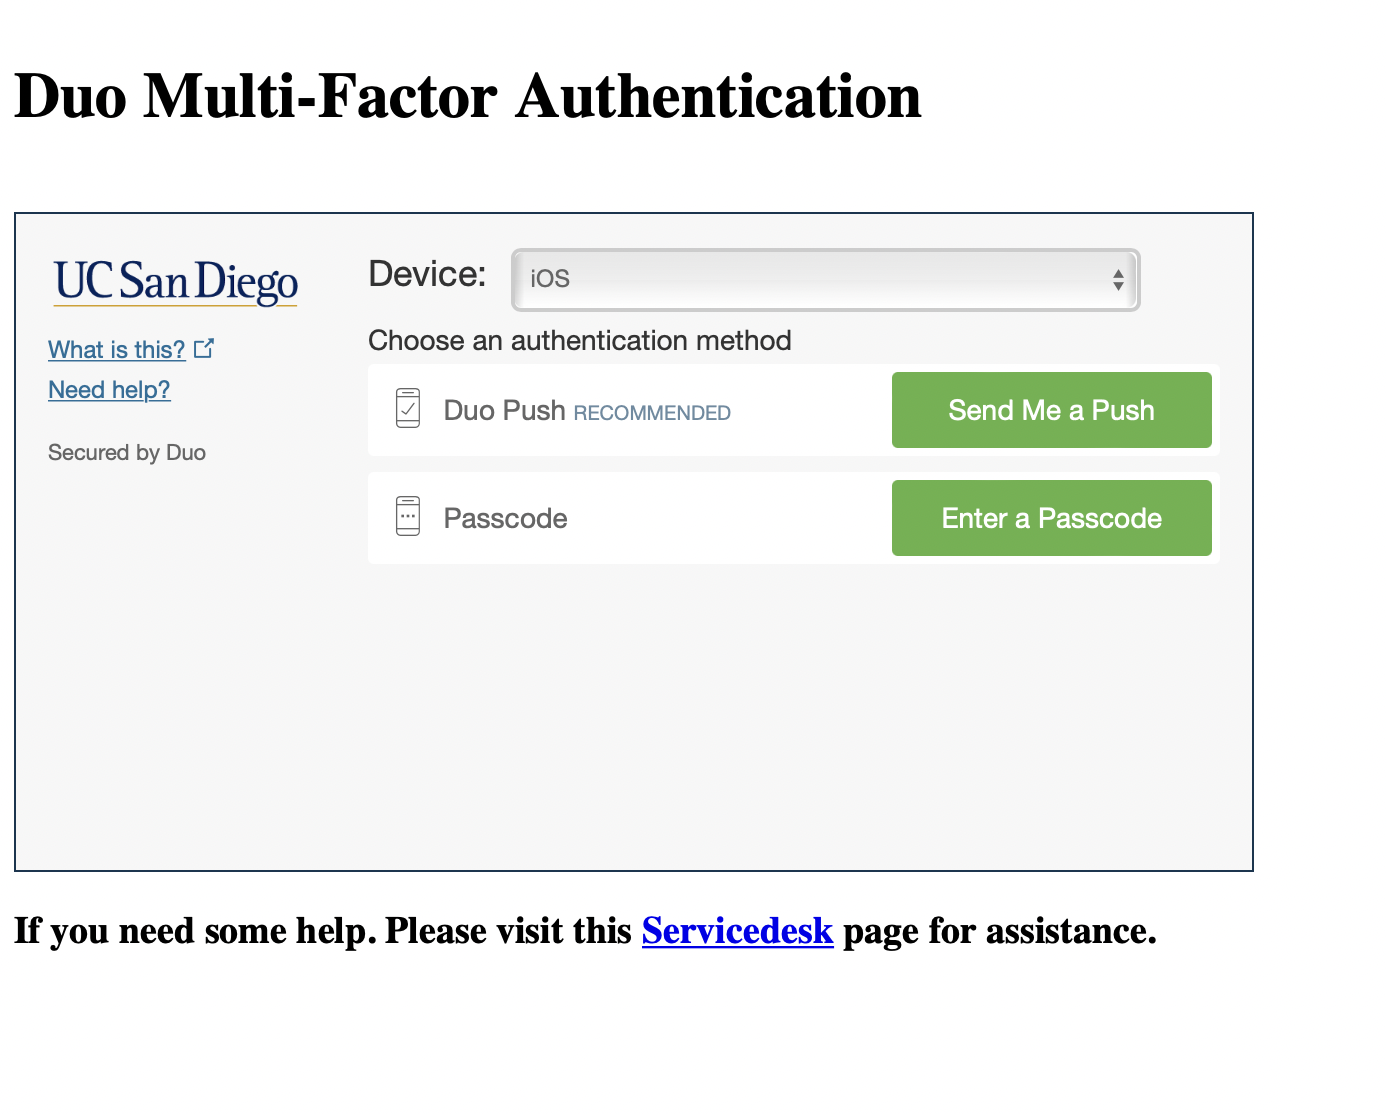 Duo Multi-Factor Authentication
UC San Diego
What is this?
Need help?
Secured by Duo
Device: iOS
Choose an authentication method
Duo Push RECOMMENDED Send Me a Push
Passcode Enter a Passcode
If you need some help. Please visit this Servicedesk page for assistance.